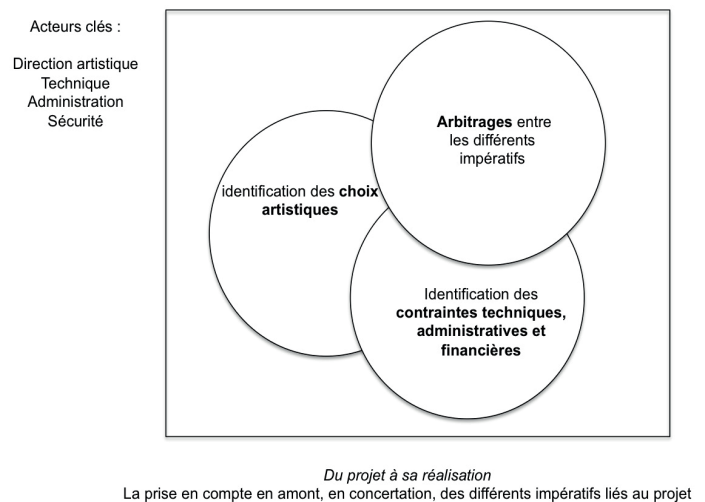 Acteurs clés :
Direction artistique
Technique
Administration
Sécurité
Arbitrages entre
les différents
impératifs
identification des choix
artistiques
Identification des
contraintes techniques,
administratives et
financières
Du projet à sa réalisation
La prise en compte en amont, en concertation, des différents impératifs liés au projet